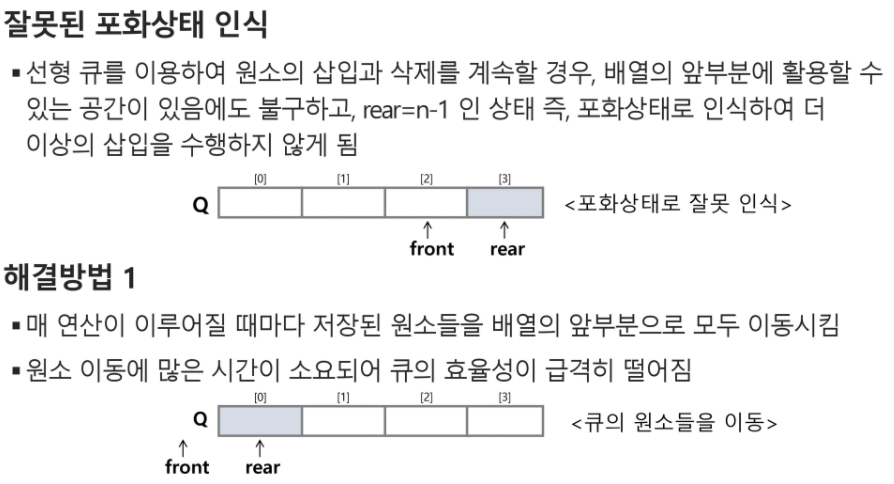 잘못된 포화상태 인식
▪ 선형 큐를 이용하여 원소의 삽입과 삭제를 계속할 경우, 배열의 앞부분에 활용할 수
있는 공간이 있음에도 불구하고, rear=n-1 인 상태 즉, 포화상태로 인식하여 더
이상의 삽입을 수행하지 않게 됨
[0] [1] [2] [3]
Q <포화상태로 잘못 인식>
↑ ↑
front rear
해결방법 1
▪ 매 연산이 이루어질 때마다 저장된 원소들을 배열의 앞부분으로 모두 이동시킴
▪ 원소 이동에 많은 시간이 소요되어 큐의 효율성이 급격히 떨어짐
[0] [1] [2] [3]
Q <큐의 원소들을 이동>
↑ ↑
front rear